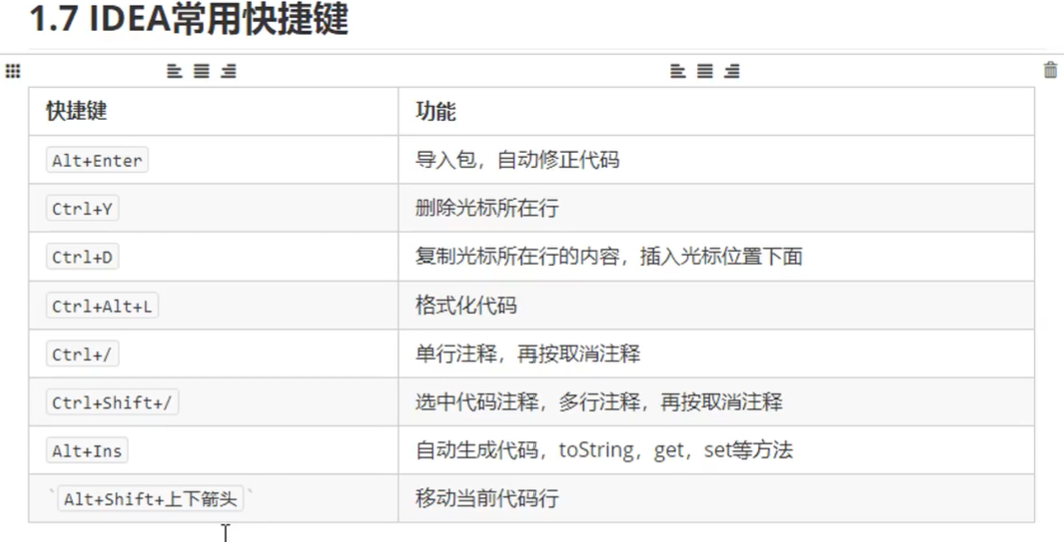 1.7 IDEA常用快捷键
快捷键 功能
Alt+Enter 导入包，自动修正代码
Ctrl+Y 删除光标所在行
Ctrl+D 复制光标所在行的内容，插入光标位置下面
Ctrl+Alt+L 格式化代码
Ctrl+/ 单行注释，再按取消注释
Ctrl+Shift+/ 选中代码注释，多行注释，再按取消注释
Alt+Ins 自动生成代码，toString，get，set等方法
`Alt+Shift+上下箭头` 移动当前代码行